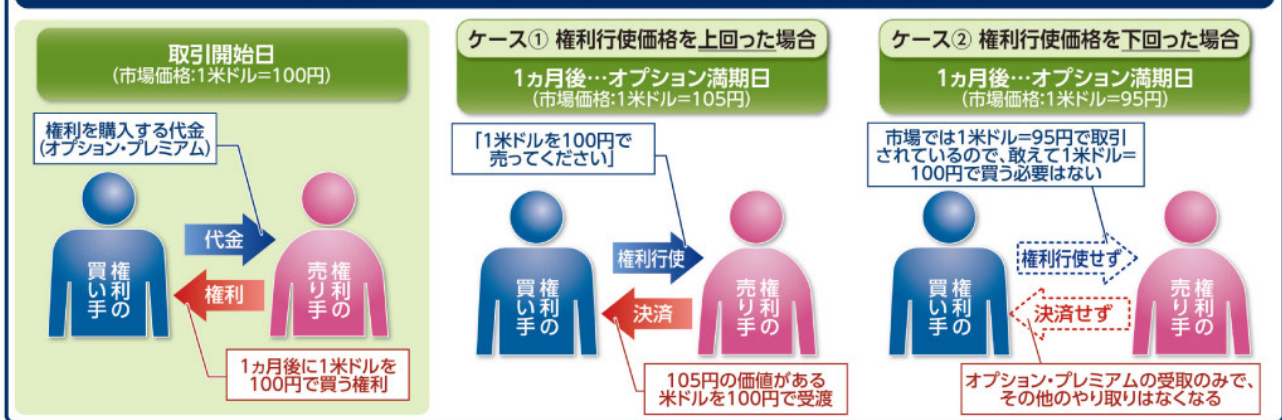 取引開始日
(市場価格:1米ドル=100円)
権利を購入する代金
(オプション・プレミアム)
代金
権利
権利の
買い手
権利の
売り手
1ヵ月後に1米ドルを
100円で買う権利
ケース① 権利行使価格を上回った場合
1ヵ月後…オプション満期日
(市場価格:1米ドル=105円)
「1米ドルを100円で
売ってください」
権利行使
決済
権利の
買い手
権利の
売り手
105円の価値がある
米ドルを100円で受渡
ケース② 権利行使価格を下回った場合
1ヵ月後…オプション満期日
(市場価格:1米ドル=95円)
市場では1米ドル=95円で取引
されているので、敢えて1米ドル=
100円で買う必要はない
権利行使せず
決済せず
権利の
買い手
権利の
売り手
オプション・プレミアムの受取のみで、
その他のやり取りはなくなる